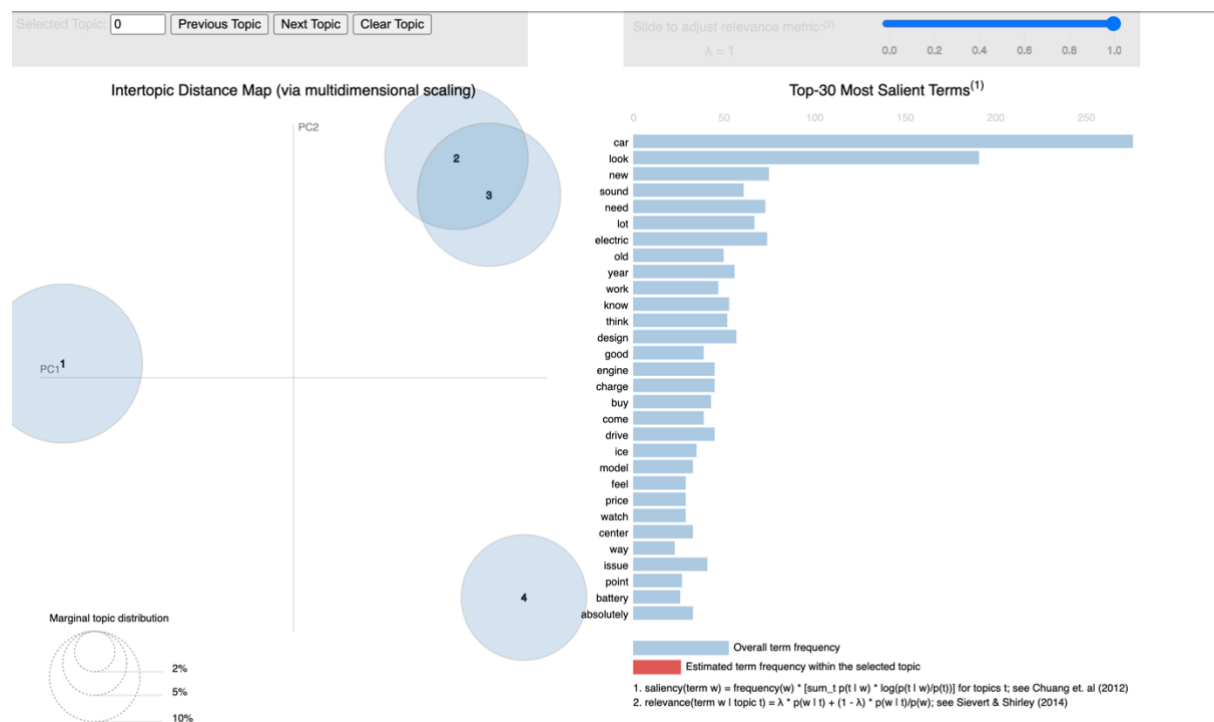 Selected Topic: 0 Previous Topic Next Topic Clear Topic
Slide to adjust relevance metric:(2)
λ = 1
0.0 0.2 0.4 0.6 0.8 1.0
Intertopic Distance Map (via multidimensional scaling)
PC2
2
3
PC1
1
4
Marginal topic distribution
2%
5%
10%
Top-30 Most Salient Terms(1)
0 50 100 150 200 250
car
look
new
sound
need
lot
electric
old
year
work
know
think
design
good
engine
charge
buy
come
drive
ice
model
feel
price
watch
center
way
issue
point
battery
absolutely
Overall term frequency
Estimated term frequency within the selected topic
1. saliency(term w) = frequency(w) * [sum_t p(t | w) * log(p(t | w)/p(t))] for topics t; see Chuang et. al (2012)
2. relevance(term w | topic t) = λ * p(w | t) + (1 - λ) * p(w | t)/p(w); see Sievert & Shirley (2014)